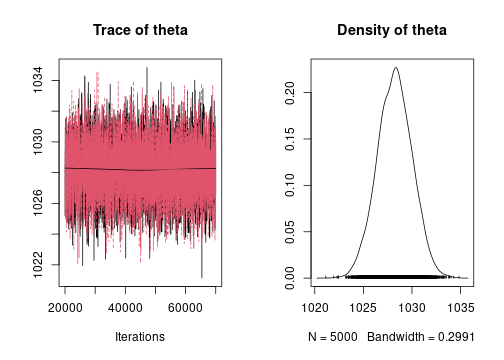 Trace of theta
1034
1030
1026
1022
20000 40000 60000
Iterations
Density of theta
0.20
0.15
0.10
0.05
0.00
1020 1025 1030 1035
N = 5000 Bandwidth = 0.2991